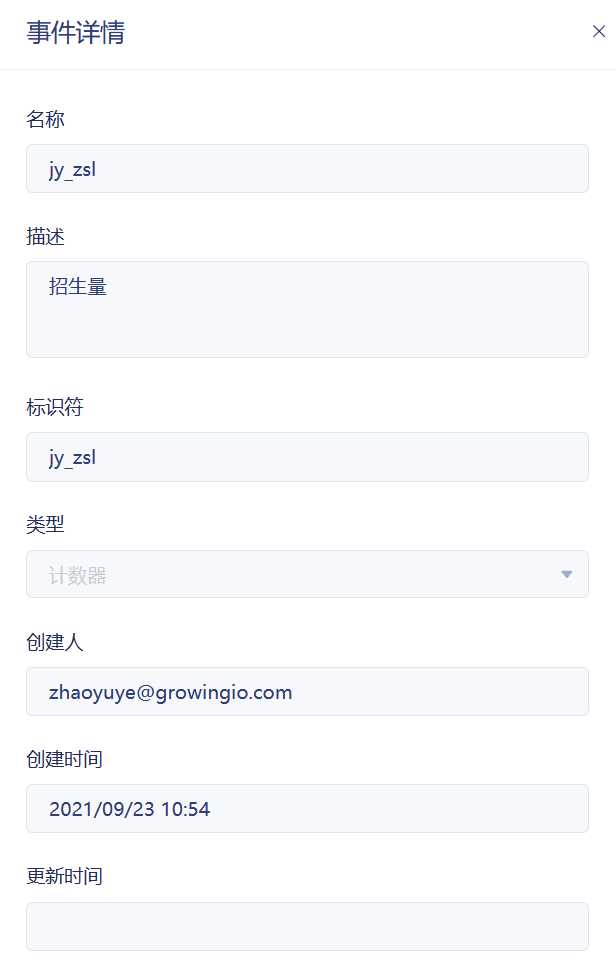 事件详情
名称
jy_zsl
描述
招生量
标识符
jy_zsl
类型
计数器
创建人
zhaoyuye@growingio.com
创建时间
2021/09/23 10:54
更新时间